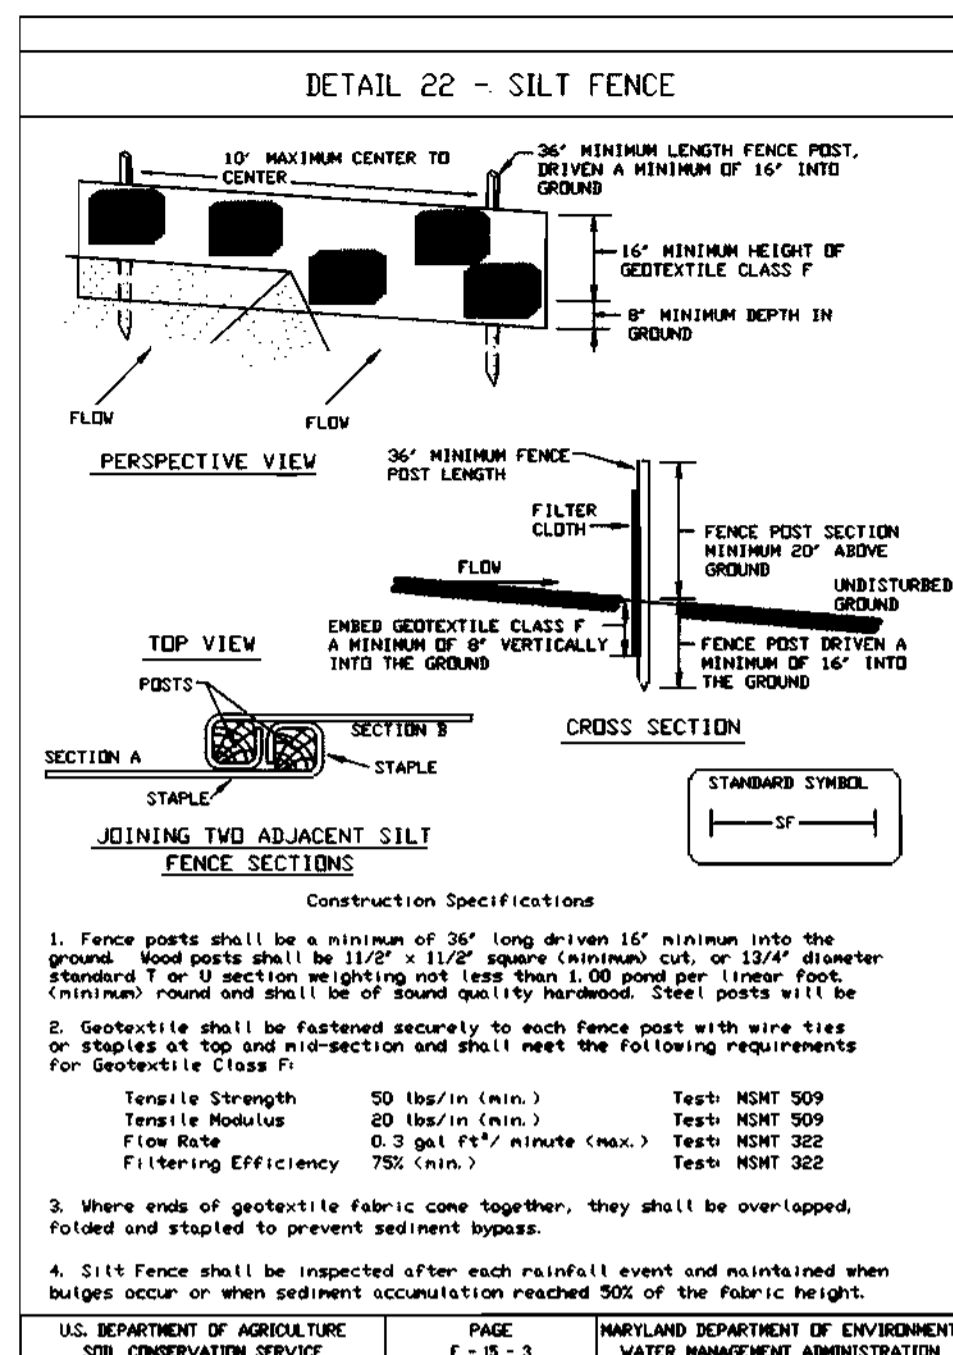 DETAIL 22 - SILT FENCE
10' MAXIMUM CENTER TO
CENTER
36" MINIMUM LENGTH FENCE POST,
DRIVEN A MINIMUM OF 16" INTO
GROUND
16" MINIMUM HEIGHT OF
GEOTEXTILE CLASS F
8" MINIMUM DEPTH IN
GROUND
FLOW
FLOW
PERSPECTIVE VIEW
36" MINIMUM FENCE
POST LENGTH
FILTER
CLOTH
FENCE POST SECTION
MINIMUM 20" ABOVE
GROUND
FLOW
UNDISTURBED
GROUND
EMBED GEOTEXTILE CLASS F
A MINIMUM OF 8" VERTICALLY
INTO THE GROUND
FENCE POST DRIVEN A
MINIMUM OF 16" INTO
THE GROUND
CROSS SECTION
TOP VIEW
POSTS
SECTION B
SECTION A
STAPLE
STAPLE
JOINING TWO ADJACENT SILT
FENCE SECTIONS
STANDARD SYMBOL
SF
Construction Specifications
1. Fence posts shall be a minimum of 36" long driven 16" minimum into the
ground. Wood posts shall be 11/2" x 11/2" square (minimum) cut, or 13/4" diameter
standard T or U section weighting not less than 1.00 pond per linear foot.
(minimum) round and shall be of sound quality hardwood. Steel posts will be
2. Geotextile shall be fastened securely to each fence post with wire ties
or staples at top and mid-section and shall meet the following requirements
for Geotextile Class F:
Tensile Strength 50 lbs/in (min.) Test: MSMT 509
Tensile Modulus 20 lbs/in (min.) Test: MSMT 509
Flow Rate 0.3 gal ft²/ minute (max.) Test: MSMT 322
Filtering Efficiency 75% (min.) Test: MSMT 322
3. Where ends of geotextile fabric come together, they shall be overlapped,
folded and stapled to prevent sediment bypass.
4. Silt Fence shall be inspected after each rainfall event and maintained when
bulges occur or when sediment accumulation reached 50% of the fabric height.
U.S. DEPARTMENT OF AGRICULTURE
SOIL CONSERVATION SERVICE
PAGE
E - 15 - 3
MARYLAND DEPARTMENT OF ENVIRONMENT
WATER MANAGEMENT ADMINISTRATION